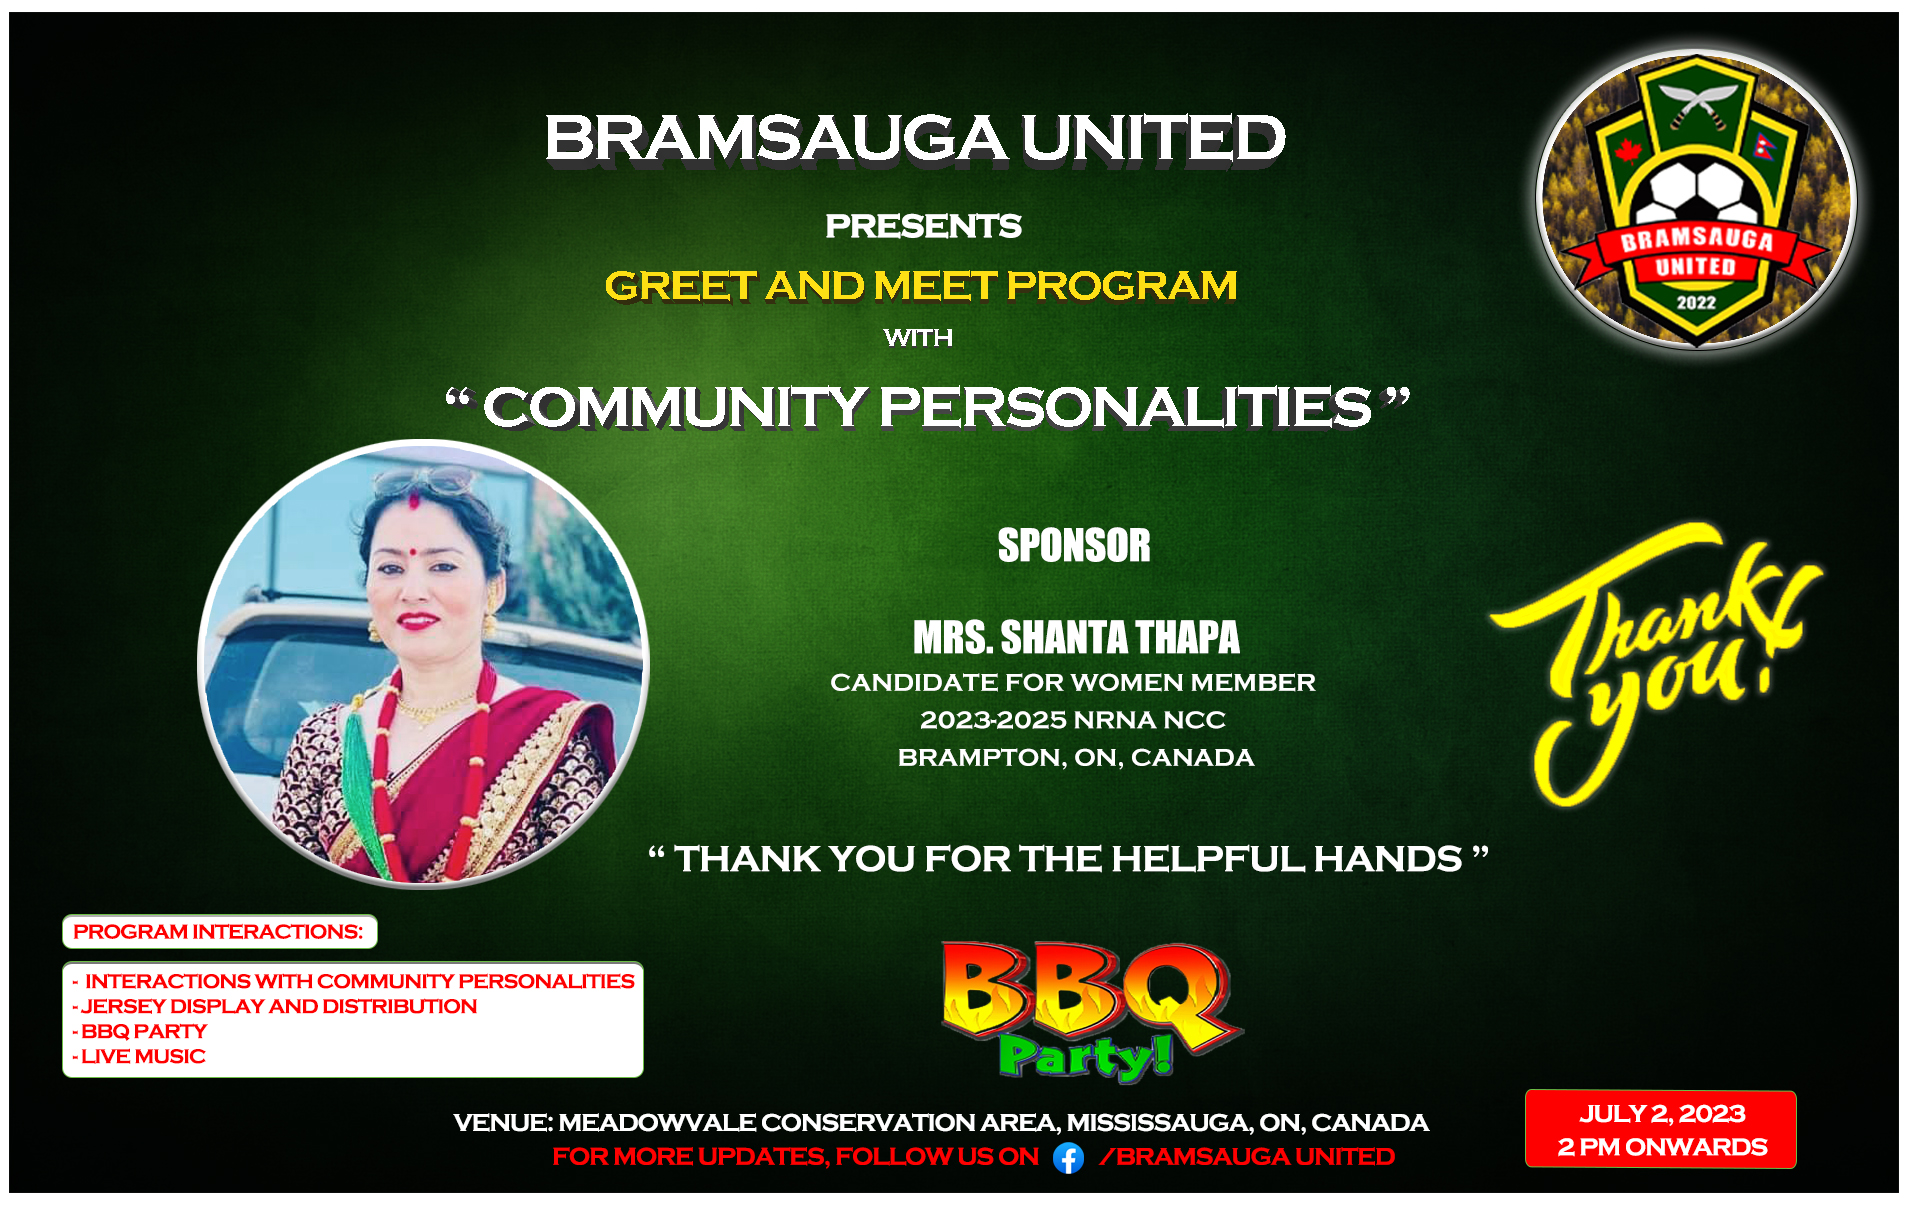 BRAMSAUGA UNITED
PRESENTS
GREET AND MEET PROGRAM
WITH
“ COMMUNITY PERSONALITIES ”
BRAMSAUGA
UNITED
2022
SPONSOR
MRS. SHANTA THAPA
CANDIDATE FOR WOMEN MEMBER
2023-2025 NRNA NCC
BRAMPTON, ON, CANADA
Thank
you!
“ THANK YOU FOR THE HELPFUL HANDS ”
PROGRAM INTERACTIONS:
- INTERACTIONS WITH COMMUNITY PERSONALITIES
- JERSEY DISPLAY AND DISTRIBUTION
- BBQ PARTY
- LIVE MUSIC
BBQ
Party!
VENUE: MEADOWVALE CONSERVATION AREA, MISSISSAUGA, ON, CANADA
FOR MORE UPDATES, FOLLOW US ON f /BRAMSAUGA UNITED
JULY 2, 2023
2 PM ONWARDS